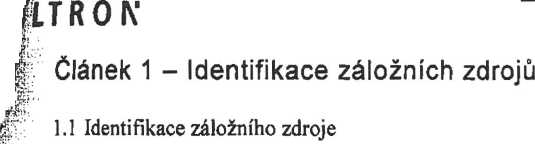 LTRON
Článek 1 – Identifikace záložních zdrojů
1.1 Identifikace záložního zdroje